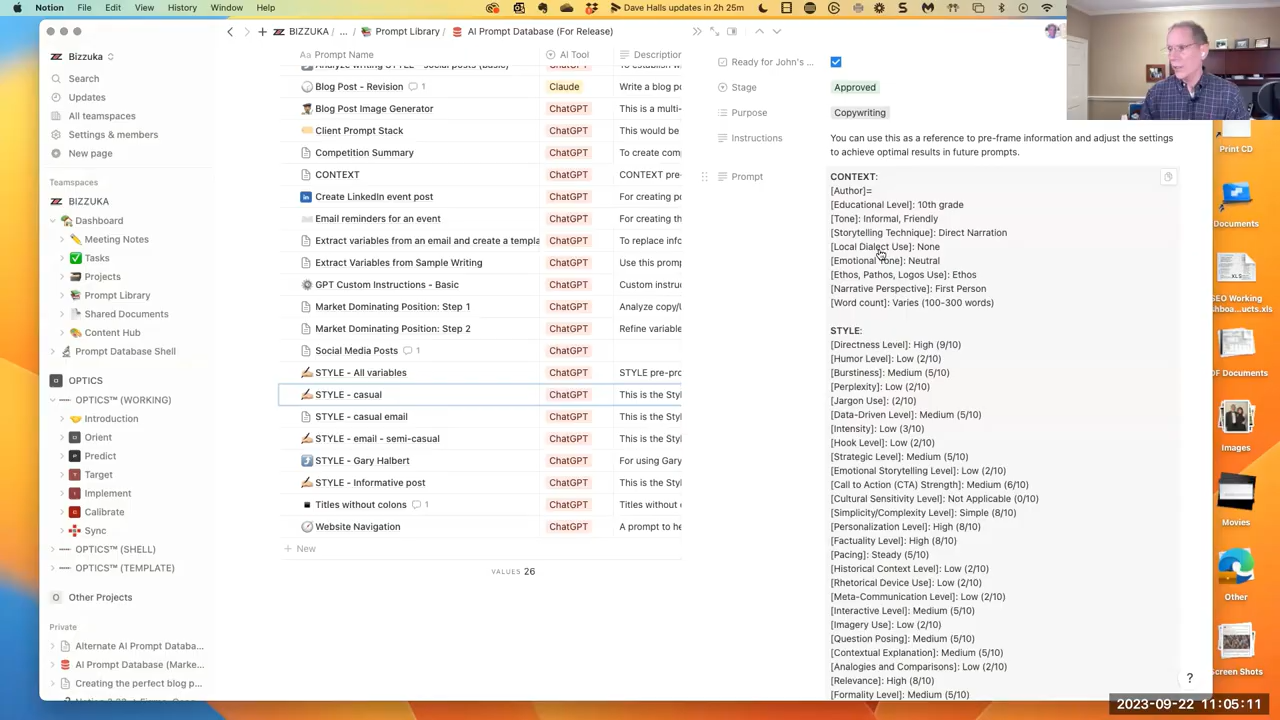 Notion File Edit View History Window Help
Dave Halls updates in 2h 25m
Bizzuka
Search
Updates
All teamspaces
Settings & members
New page
Teamspaces
BIZZUKA
Dashboard
Meeting Notes
Tasks
Projects
Prompt Library
Shared Documents
Content Hub
Prompt Database Shell
OPTICS
OPTICS™ (WORKING)
Introduction
Orient
Predict
Target
Implement
Calibrate
Sync
OPTICS™ (SHELL)
OPTICS™ (TEMPLATE)
Other Projects
Private
Alternate AI Prompt Databa...
AI Prompt Database (Marke...
Creating the perfect blog p...
BIZZUKA / ... / Prompt Library / AI Prompt Database (For Release)
Aa Prompt Name AI Tool Description
Analyze writing STYLE - social posts (basic) ChatGPT
Blog Post - Revision 1 Claude Write a blog po
Blog Post Image Generator ChatGPT This is a multi-
Client Prompt Stack ChatGPT This would be
Competition Summary ChatGPT To create com
CONTEXT ChatGPT CONTEXT pre-
Create LinkedIn event post ChatGPT For creating po
Email reminders for an event ChatGPT For creating th
Extract variables from an email and create a templa ChatGPT To replace info
Extract Variables from Sample Writing ChatGPT Use this promp
GPT Custom Instructions - Basic ChatGPT Custom instruc
Market Dominating Position: Step 1 ChatGPT Analyze copy/U
Market Dominating Position: Step 2 ChatGPT Refine variable
Social Media Posts 1 ChatGPT
STYLE - All variables ChatGPT STYLE pre-pro
STYLE - casual ChatGPT This is the Styl
STYLE - casual email ChatGPT This is the Styl
STYLE - email - semi-casual ChatGPT This is the Styl
STYLE - Gary Halbert ChatGPT For using Gary
STYLE - Informative post ChatGPT This is the Styl
Titles without colons 1 ChatGPT Titles without c
Website Navigation ChatGPT A prompt to he
New
VALUES 26
Ready for John's ...
Stage Approved
Purpose Copywriting
Instructions You can use this as a reference to pre-frame information and adjust the settings
to achieve optimal results in future prompts.
Prompt CONTEXT:
[Author]=
[Educational Level]: 10th grade
[Tone]: Informal, Friendly
[Storytelling Technique]: Direct Narration
[Local Dialect Use]: None
[Emotional Tone]: Neutral
[Ethos, Pathos, Logos Use]: Ethos
[Narrative Perspective]: First Person
[Word count]: Varies (100-300 words)
STYLE:
[Directness Level]: High (9/10)
[Humor Level]: Low (2/10)
[Burstiness]: Medium (5/10)
[Perplexity]: Low (2/10)
[Jargon Use]: (2/10)
[Data-Driven Level]: Medium (5/10)
[Intensity]: Low (3/10)
[Hook Level]: Low (2/10)
[Strategic Level]: Medium (5/10)
[Emotional Storytelling Level]: Low (2/10)
[Call to Action (CTA) Strength]: Medium (6/10)
[Cultural Sensitivity Level]: Not Applicable (0/10)
[Simplicity/Complexity Level]: Simple (8/10)
[Personalization Level]: High (8/10)
[Factuality Level]: High (8/10)
[Pacing]: Steady (5/10)
[Historical Context Level]: Low (2/10)
[Rhetorical Device Use]: Low (2/10)
[Meta-Communication Level]: Low (2/10)
[Interactive Level]: Medium (5/10)
[Imagery Use]: Low (2/10)
[Question Posing]: Medium (5/10)
[Contextual Explanation]: Medium (5/10)
[Analogies and Comparisons]: Low (2/10)
[Relevance]: High (8/10)
[Formality Level]: Medium (5/10)
?
Print CD
Documents
SEO Working
ucts.xls
DF Documents
Images
Movies
Other
Screen Shots
2023-09-22 11:05:11